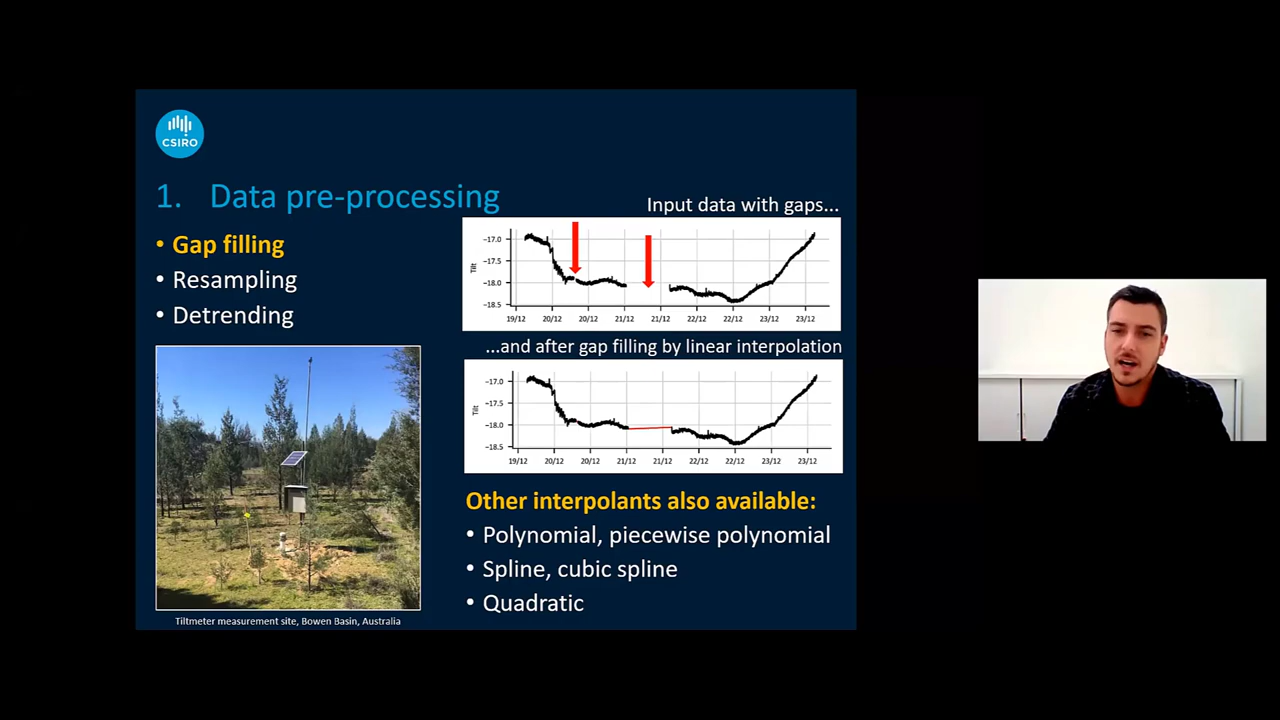 CSIRO
1. Data pre-processing
• Gap filling
• Resampling
• Detrending
Tiltmeter measurement site, Bowen Basin, Australia
Input data with gaps...
Tilt
−17.0
−17.5
−18.0
−18.5
19/12 20/12 20/12 21/12 21/12 22/12 22/12 23/12 23/12
...and after gap filling by linear interpolation
Tilt
−17.0
−17.5
−18.0
−18.5
19/12 20/12 20/12 21/12 21/12 22/12 22/12 23/12 23/12
Other interpolants also available:
• Polynomial, piecewise polynomial
• Spline, cubic spline
• Quadratic